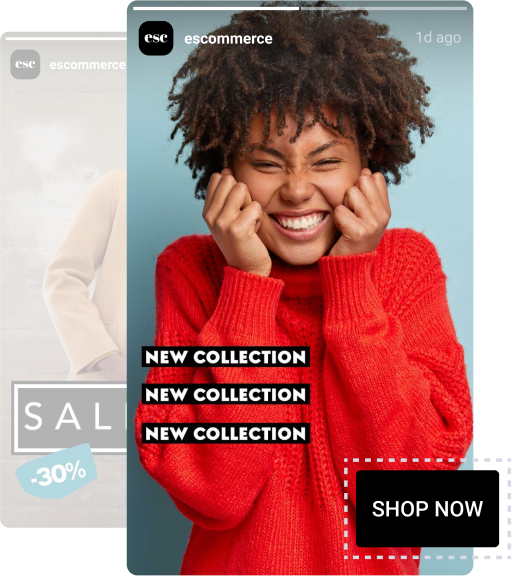 esc
escommerce
esc
escommerce
1d ago
NEW COLLECTION
NEW COLLECTION
NEW COLLECTION
SAL
-30%
SHOP NOW